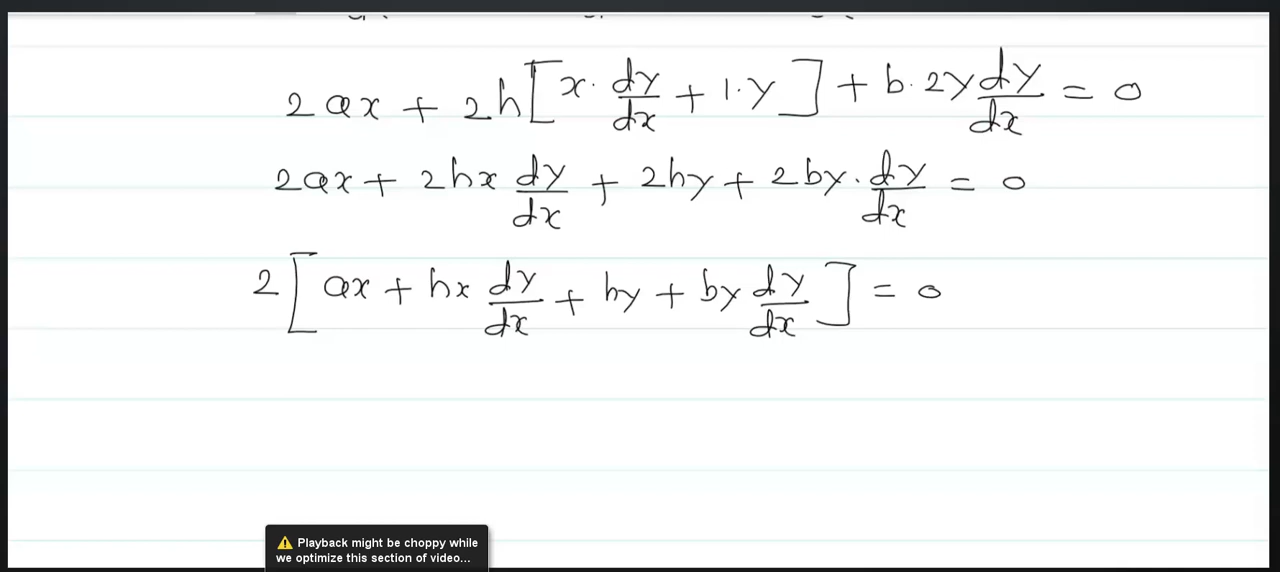 2ax + 2h[x. dy/dx + 1.y] + b.2y dy/dx = 0
2ax + 2hx dy/dx + 2hy + 2by. dy/dx = 0
2[ax + hx dy/dx + hy + by dy/dx] = 0
⚠ Playback might be choppy while
we optimize this section of video...